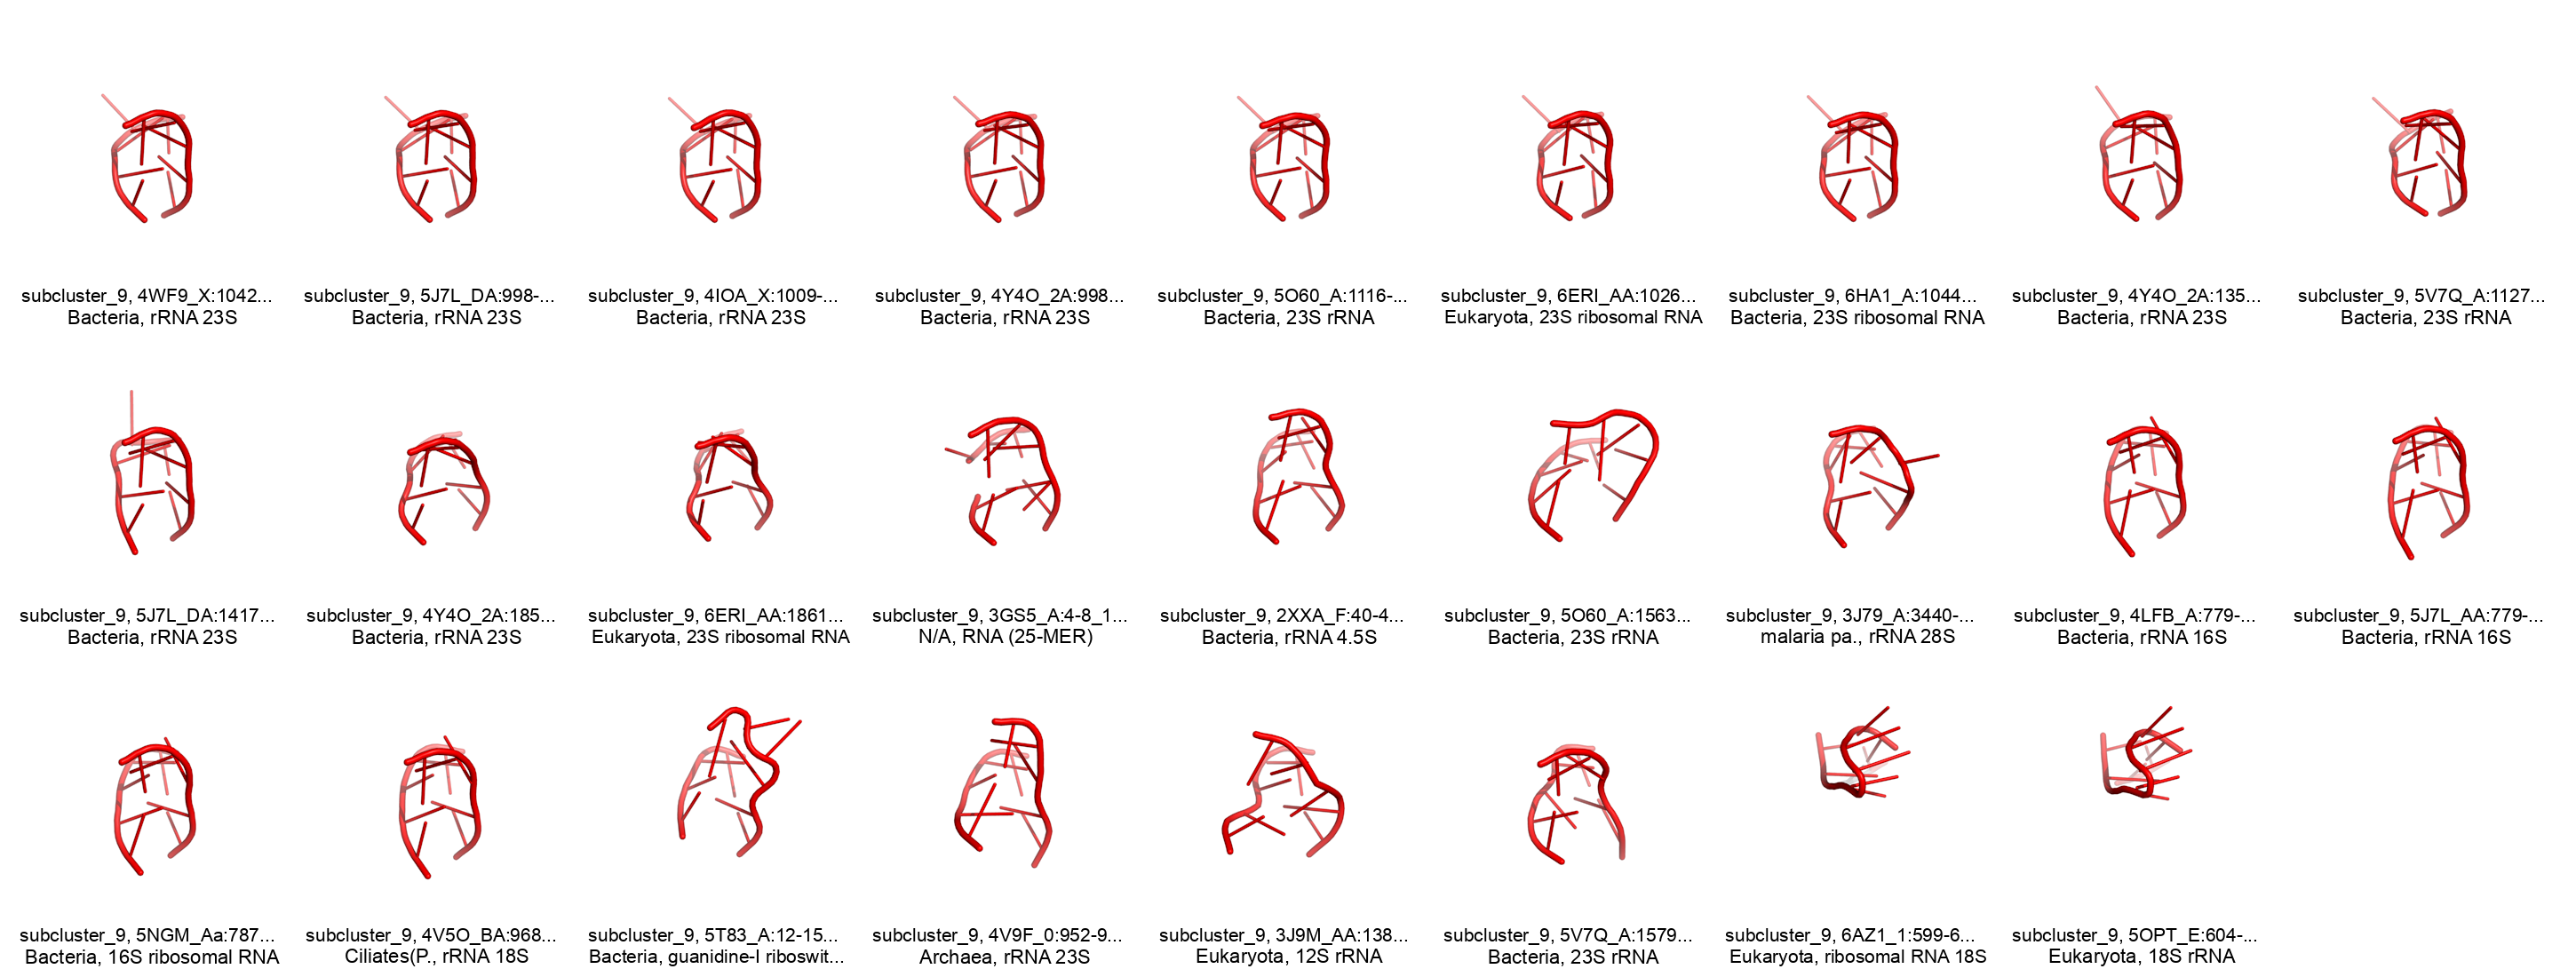 subcluster_9, 4WF9_X:1042...
Bacteria, rRNA 23S
subcluster_9, 5J7L_DA:998-...
Bacteria, rRNA 23S
subcluster_9, 4IOA_X:1009-...
Bacteria, rRNA 23S
subcluster_9, 4Y4O_2A:998...
Bacteria, rRNA 23S
subcluster_9, 5O60_A:1116-...
Bacteria, 23S rRNA
subcluster_9, 6ERI_AA:1026...
Eukaryota, 23S ribosomal RNA
subcluster_9, 6HA1_A:1044...
Bacteria, 23S ribosomal RNA
subcluster_9, 4Y4O_2A:135...
Bacteria, rRNA 23S
subcluster_9, 5V7Q_A:1127...
Bacteria, 23S rRNA
subcluster_9, 5J7L_DA:1417...
Bacteria, rRNA 23S
subcluster_9, 4Y4O_2A:185...
Bacteria, rRNA 23S
subcluster_9, 6ERI_AA:1861...
Eukaryota, 23S ribosomal RNA
subcluster_9, 3GS5_A:4-8_1...
N/A, RNA (25-MER)
subcluster_9, 2XXA_F:40-4...
Bacteria, rRNA 4.5S
subcluster_9, 5O60_A:1563...
Bacteria, 23S rRNA
subcluster_9, 3J79_A:3440-...
malaria pa., rRNA 28S
subcluster_9, 4LFB_A:779-...
Bacteria, rRNA 16S
subcluster_9, 5J7L_AA:779-...
Bacteria, rRNA 16S
subcluster_9, 5NGM_Aa:787...
Bacteria, 16S ribosomal RNA
subcluster_9, 4V5O_BA:968...
Ciliates(P., rRNA 18S
subcluster_9, 5T83_A:12-15...
Bacteria, guanidine-I riboswit...
subcluster_9, 4V9F_0:952-9...
Archaea, rRNA 23S
subcluster_9, 3J9M_AA:138...
Eukaryota, 12S rRNA
subcluster_9, 5V7Q_A:1579...
Bacteria, 23S rRNA
subcluster_9, 6AZ1_1:599-6...
Eukaryota, ribosomal RNA 18S
subcluster_9, 5OPT_E:604-...
Eukaryota, 18S rRNA